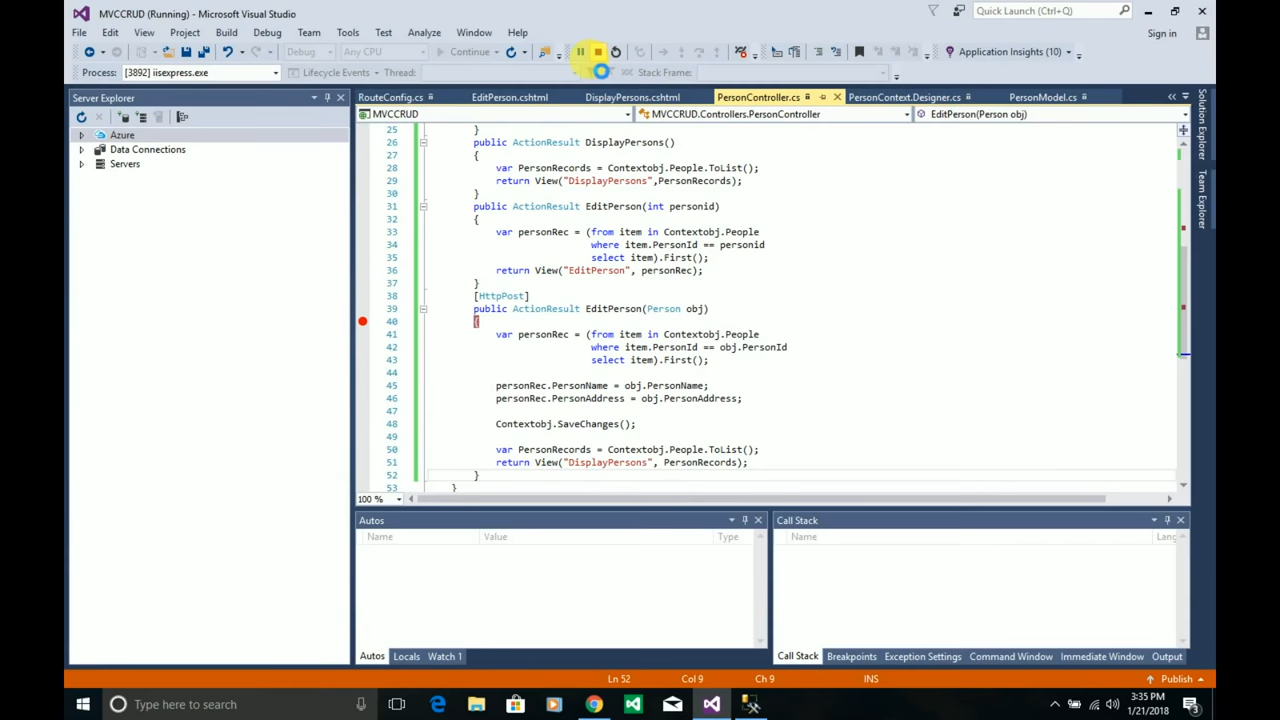 MVCCRUD (Running) - Microsoft Visual Studio
Quick Launch (Ctrl+Q)
File Edit View Project Build Debug Team Tools Test Analyze Window Help
Sign in
Debug Any CPU Continue Application Insights (10)
Process: [3892] iisexpress.exe Lifecycle Events Thread: Stack Frame:
Server Explorer
RouteConfig.cs EditPerson.cshtml DisplayPersons.cshtml PersonController.cs PersonContext.Designer.cs PersonModel.cs
MVCCRUD MVCCRUD.Controllers.PersonController EditPerson(Person obj)
Azure
Data Connections
Servers
Solution Explorer
Team Explorer
25 }
26 public ActionResult DisplayPersons()
27 {
28 var PersonRecords = Contextobj.People.ToList();
29 return View("DisplayPersons",PersonRecords);
30 }
31 public ActionResult EditPerson(int personid)
32 {
33 var personRec = (from item in Contextobj.People
34 where item.PersonId == personid
35 select item).First();
36 return View("EditPerson", personRec);
37 }
38 [HttpPost]
39 public ActionResult EditPerson(Person obj)
40 {
41 var personRec = (from item in Contextobj.People
42 where item.PersonId == obj.PersonId
43 select item).First();
44
45 personRec.PersonName = obj.PersonName;
46 personRec.PersonAddress = obj.PersonAddress;
47
48 Contextobj.SaveChanges();
49
50 var PersonRecords = Contextobj.People.ToList();
51 return View("DisplayPersons", PersonRecords);
52 }
53 }
100 %
Autos
Name Value Type
Call Stack
Name Lang
Autos Locals Watch 1
Call Stack Breakpoints Exception Settings Command Window Immediate Window Output
Ln 52 Col 9 Ch 9 INS Publish
Type here to search
3:35 PM
1/21/2018
3